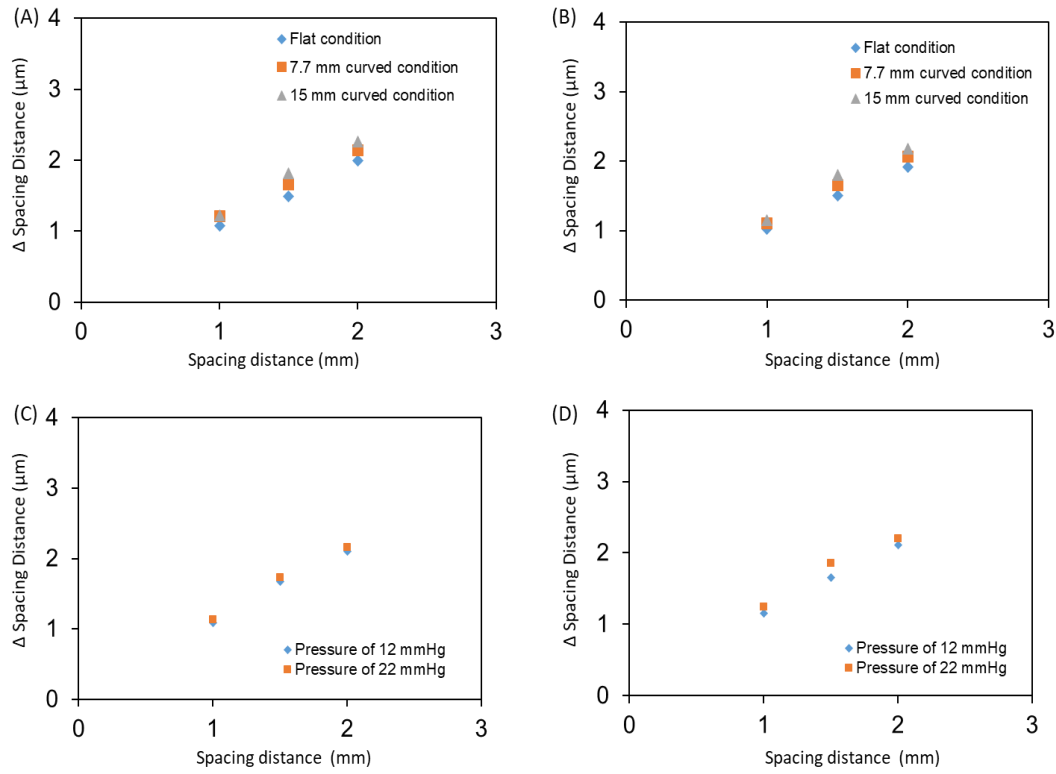 (A)
4
3
2
1
0
0
1
2
3
Δ Spacing Distance (µm)
Spacing distance (mm)
Flat condition
7.7 mm curved condition
15 mm curved condition
(B)
4
3
2
1
0
0
1
2
3
Δ Spacing Distance (µm)
Spacing distance (mm)
Flat condition
7.7 mm curved condition
15 mm curved condition
(C)
4
3
2
1
0
0
1
2
3
Δ Spacing Distance (µm)
Spacing distance (mm)
Pressure of 12 mmHg
Pressure of 22 mmHg
(D)
4
3
2
1
0
0
1
2
3
Δ Spacing Distance (µm)
Spacing distance (mm)
Pressure of 12 mmHg
Pressure of 22 mmHg